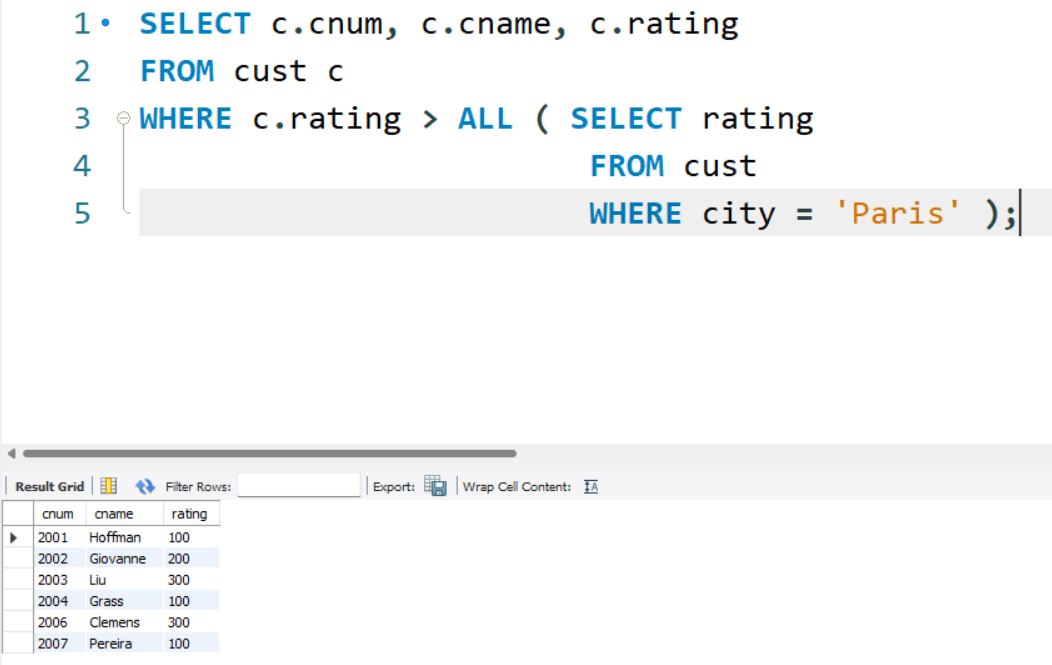 1 SELECT c.cnum, c.cname, c.rating
2 FROM cust c
3 WHERE c.rating > ALL ( SELECT rating
4 FROM cust
5 WHERE city = 'Paris' );
Result Grid Filter Rows: Export: Wrap Cell Content: IA
cnum cname rating
2001 Hoffman 100
2002 Giovanne 200
2003 Liu 300
2004 Grass 100
2006 Clemens 300
2007 Pereira 100